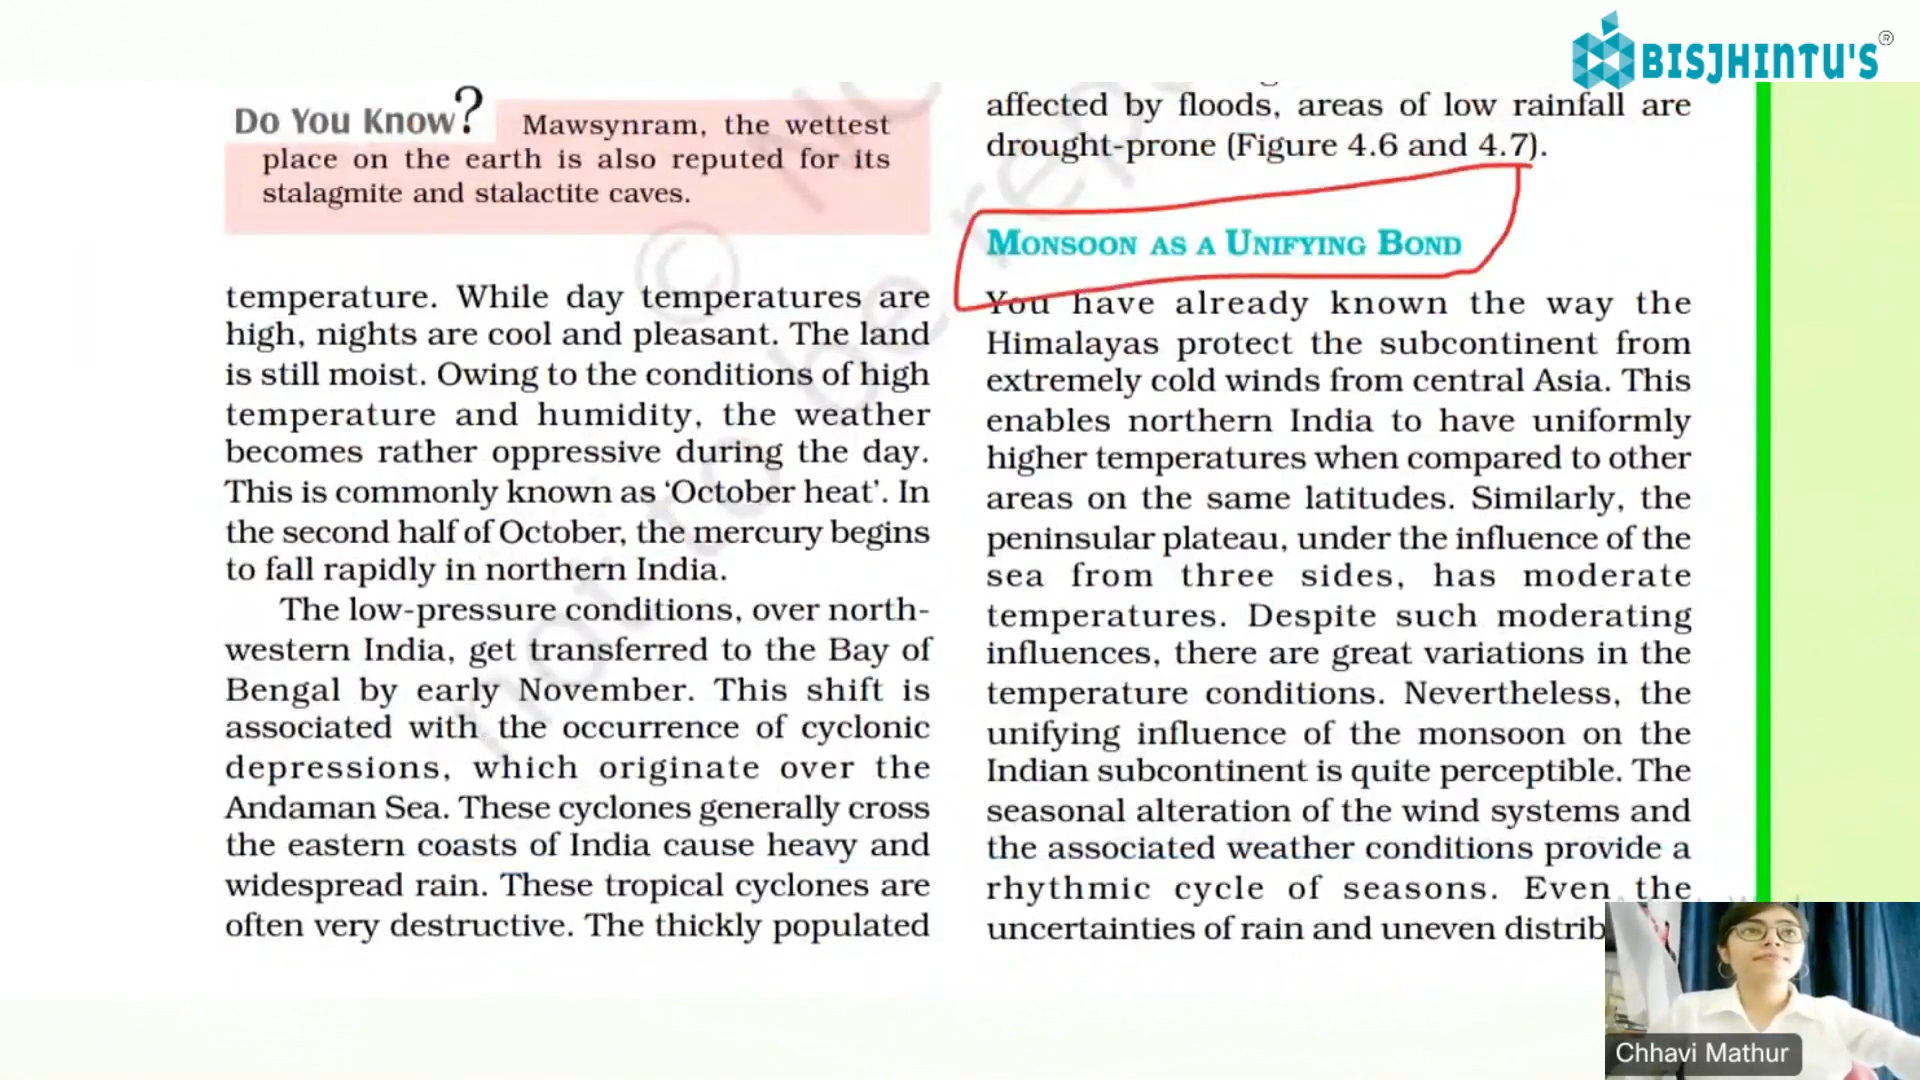 BISJHINTU'S®
Do You Know?
Mawsynram, the wettest
place on the earth is also reputed for its
stalagmite and stalactite caves.
temperature. While day temperatures are
high, nights are cool and pleasant. The land
is still moist. Owing to the conditions of high
temperature and humidity, the weather
becomes rather oppressive during the day.
This is commonly known as ‘October heat’. In
the second half of October, the mercury begins
to fall rapidly in northern India.
The low-pressure conditions, over north-
western India, get transferred to the Bay of
Bengal by early November. This shift is
associated with the occurrence of cyclonic
depressions, which originate over the
Andaman Sea. These cyclones generally cross
the eastern coasts of India cause heavy and
widespread rain. These tropical cyclones are
often very destructive. The thickly populated
affected by floods, areas of low rainfall are
drought-prone (Figure 4.6 and 4.7).
MONSOON AS A UNIFYING BOND
You have already known the way the
Himalayas protect the subcontinent from
extremely cold winds from central Asia. This
enables northern India to have uniformly
higher temperatures when compared to other
areas on the same latitudes. Similarly, the
peninsular plateau, under the influence of the
sea from three sides, has moderate
temperatures. Despite such moderating
influences, there are great variations in the
temperature conditions. Nevertheless, the
unifying influence of the monsoon on the
Indian subcontinent is quite perceptible. The
seasonal alteration of the wind systems and
the associated weather conditions provide a
rhythmic cycle of seasons. Even the
uncertainties of rain and uneven distrib
© not to be
Chhavi Mathur